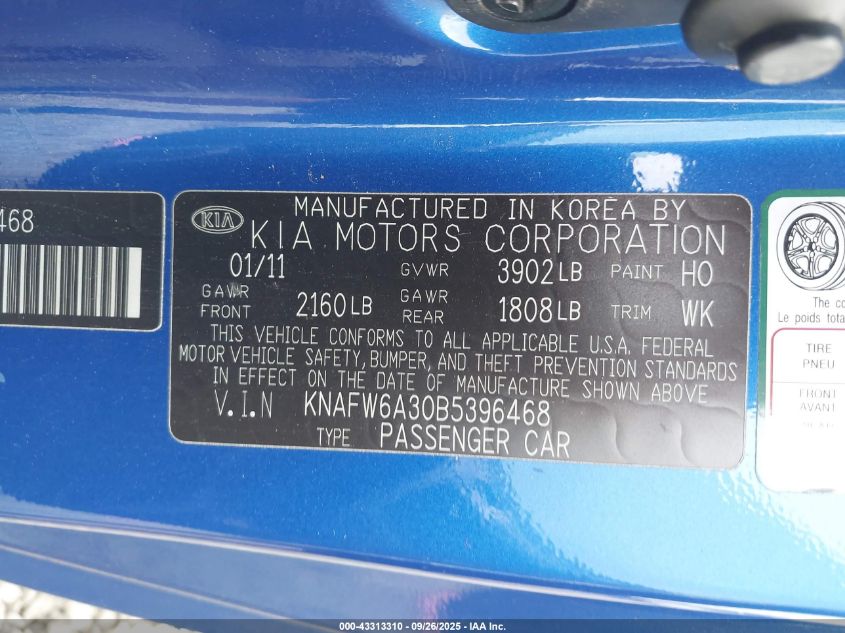 468
KIA
MANUFACTURED IN KOREA BY
KIA MOTORS CORPORATION
01/11 GVWR 3902LB PAINT HO
GAWR FRONT 2160LB GAWR REAR 1808LB TRIM WK
THIS VEHICLE CONFORMS TO ALL APPLICABLE U.S.A. FEDERAL
MOTOR VEHICLE SAFETY, BUMPER, AND THEFT PREVENTION STANDARDS
IN EFFECT ON THE DATE OF MANUFACTURE SHOWN ABOVE
V.I.N KNAFW6A30B5396468
TYPE PASSENGER CAR
The co
Le poids tota
TIRE
PNEU
FRONT
AVANT
000-43313310 - 09/26/2025 - IAA Inc.